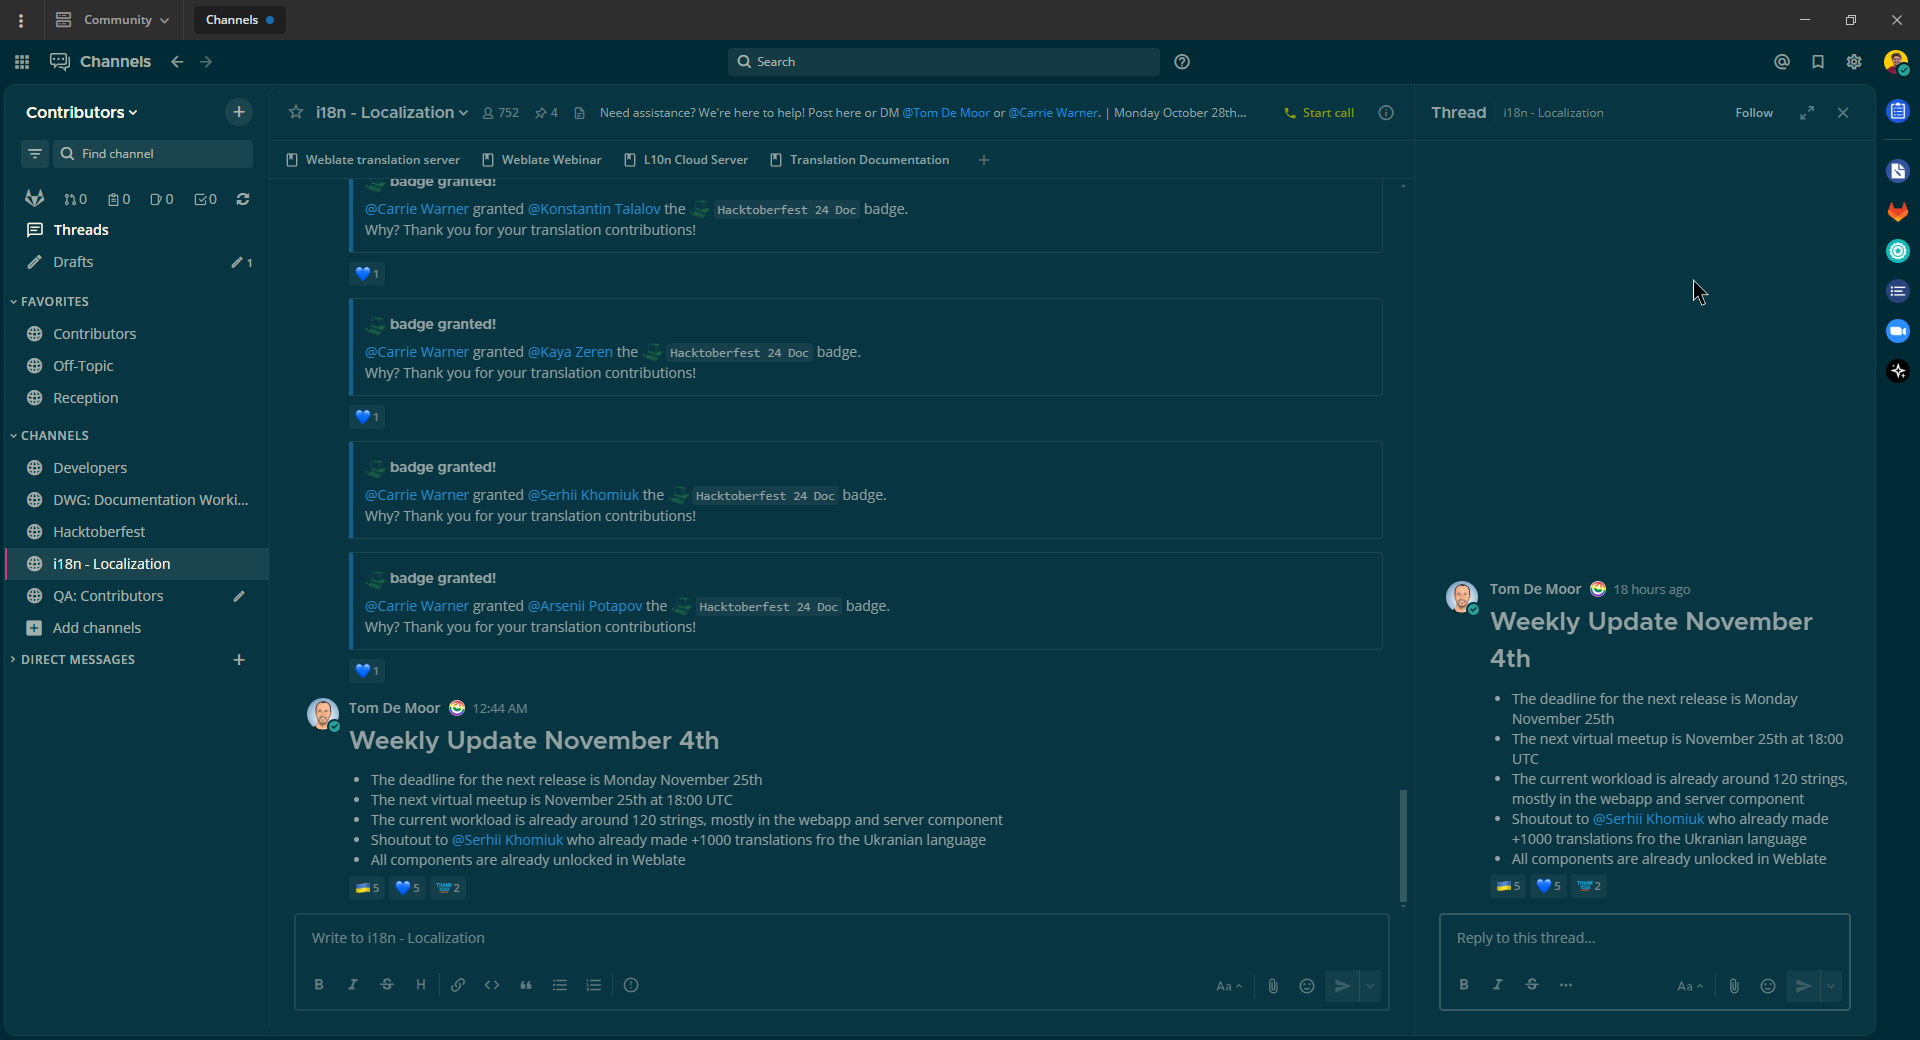 Community
Channels
Channels
Search
Contributors
Find channel
0 0 0 0
Threads
Drafts 1
FAVORITES
Contributors
Off-Topic
Reception
CHANNELS
Developers
DWG: Documentation Worki...
Hacktoberfest
i18n - Localization
QA: Contributors
Add channels
DIRECT MESSAGES
i18n - Localization 752 4 Need assistance? We're here to help! Post here or DM @Tom De Moor or @Carrie Warner. | Monday October 28th... Start call
Weblate translation server Weblate Webinar L10n Cloud Server Translation Documentation
badge granted!
@Carrie Warner granted @Konstantin Talalov the Hacktoberfest 24 Doc badge.
Why? Thank you for your translation contributions!
1
badge granted!
@Carrie Warner granted @Kaya Zeren the Hacktoberfest 24 Doc badge.
Why? Thank you for your translation contributions!
1
badge granted!
@Carrie Warner granted @Serhii Khomiuk the Hacktoberfest 24 Doc badge.
Why? Thank you for your translation contributions!
badge granted!
@Carrie Warner granted @Arsenii Potapov the Hacktoberfest 24 Doc badge.
Why? Thank you for your translation contributions!
1
Tom De Moor 12:44 AM
Weekly Update November 4th
• The deadline for the next release is Monday November 25th
• The next virtual meetup is November 25th at 18:00 UTC
• The current workload is already around 120 strings, mostly in the webapp and server component
• Shoutout to @Serhii Khomiuk who already made +1000 translations fro the Ukranian language
• All components are already unlocked in Weblate
5 5 THANK YOU 2
Write to i18n - Localization
B I S H Aa
Thread i18n - Localization Follow
Tom De Moor 18 hours ago
Weekly Update November
4th
• The deadline for the next release is Monday
November 25th
• The next virtual meetup is November 25th at 18:00
UTC
• The current workload is already around 120 strings,
mostly in the webapp and server component
• Shoutout to @Serhii Khomiuk who already made
+1000 translations fro the Ukranian language
• All components are already unlocked in Weblate
5 5 THANK YOU 2
Reply to this thread...
B I S Aa